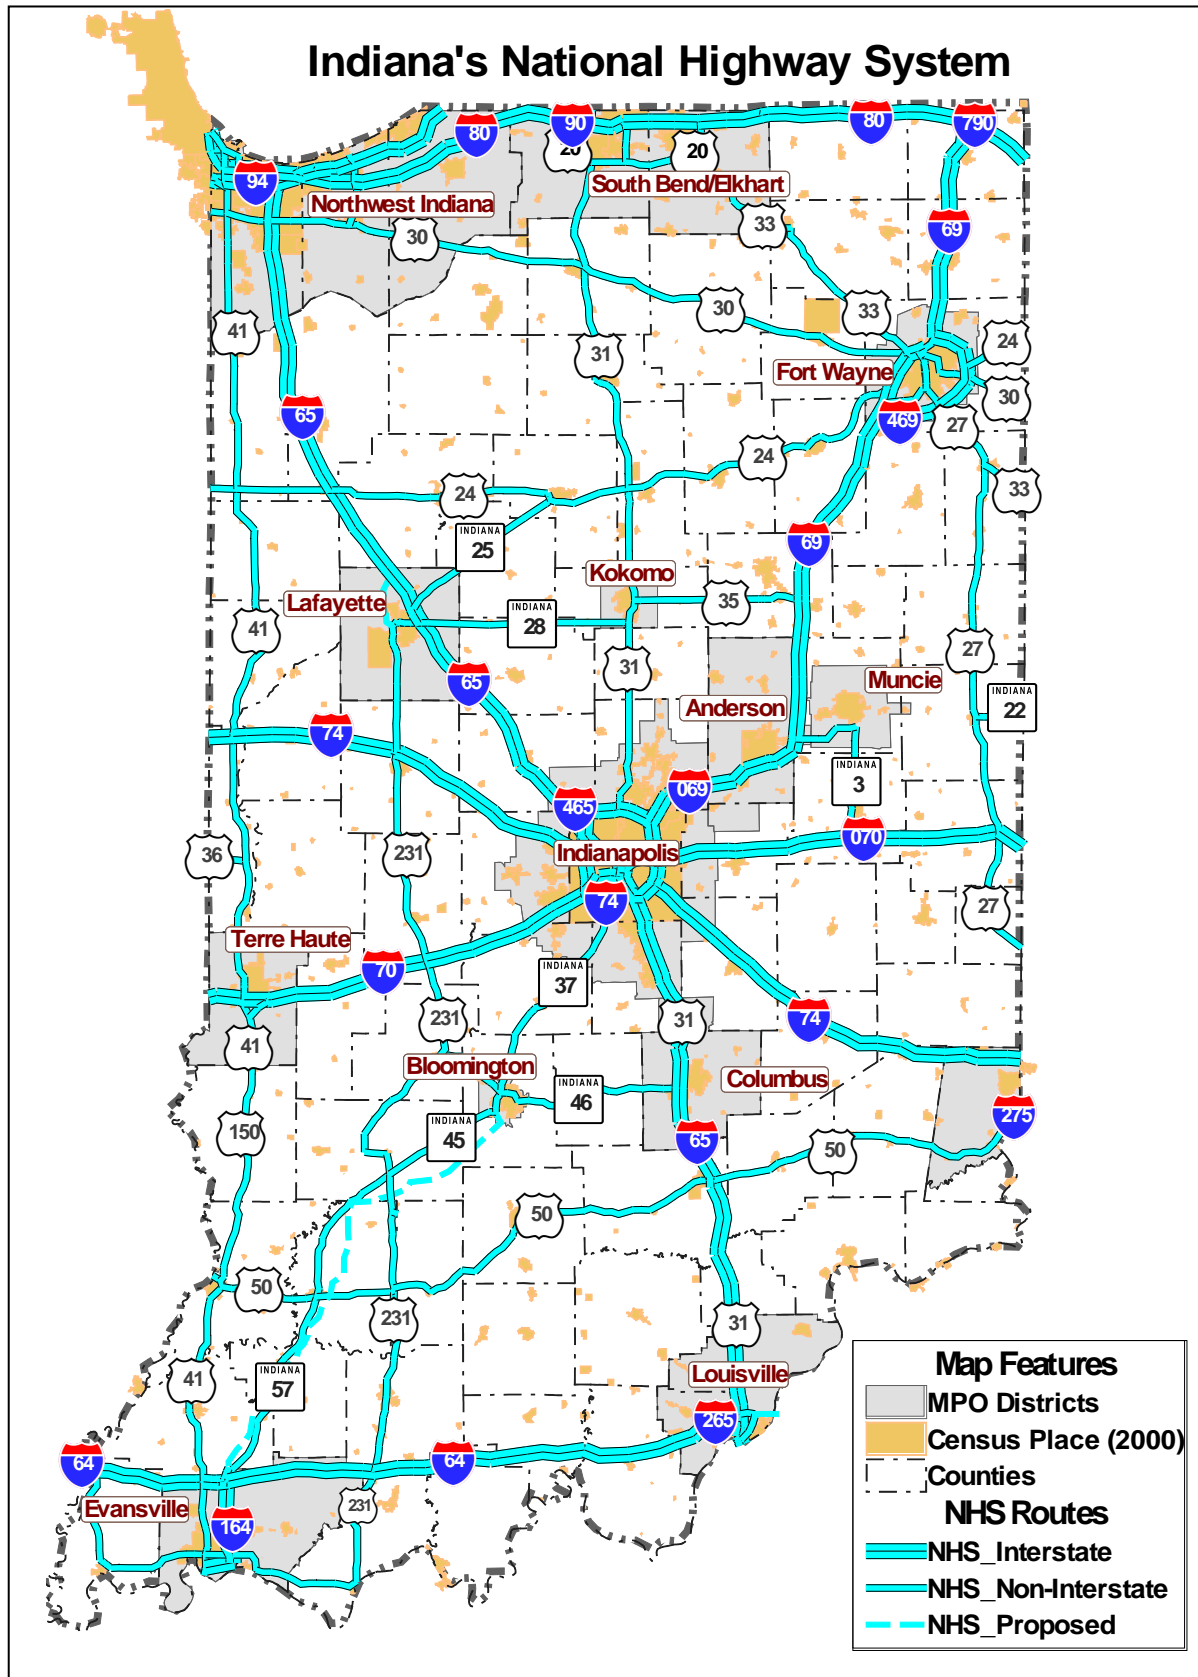 Indiana's National Highway System
80
90
80
790
20
20
94
South Bend/Elkhart
Northwest Indiana
33
69
30
30
33
41
24
31
Fort Wayne
30
65
469
27
24
24
33
INDIANA
25
69
Kokomo
Lafayette
35
INDIANA
28
41
27
31
65
Muncie
INDIANA
22
Anderson
74
INDIANA
3
069
465
070
Indianapolis
36
231
74
27
Terre Haute
70
INDIANA
37
231
31
74
41
Bloomington
Columbus
INDIANA
46
275
150
INDIANA
45
65
50
50
50
231
31
41
INDIANA
57
Louisville
265
64
64
Evansville
231
164
Map Features
MPO Districts
Census Place (2000)
Counties
NHS Routes
NHS_Interstate
NHS_Non-Interstate
NHS_Proposed